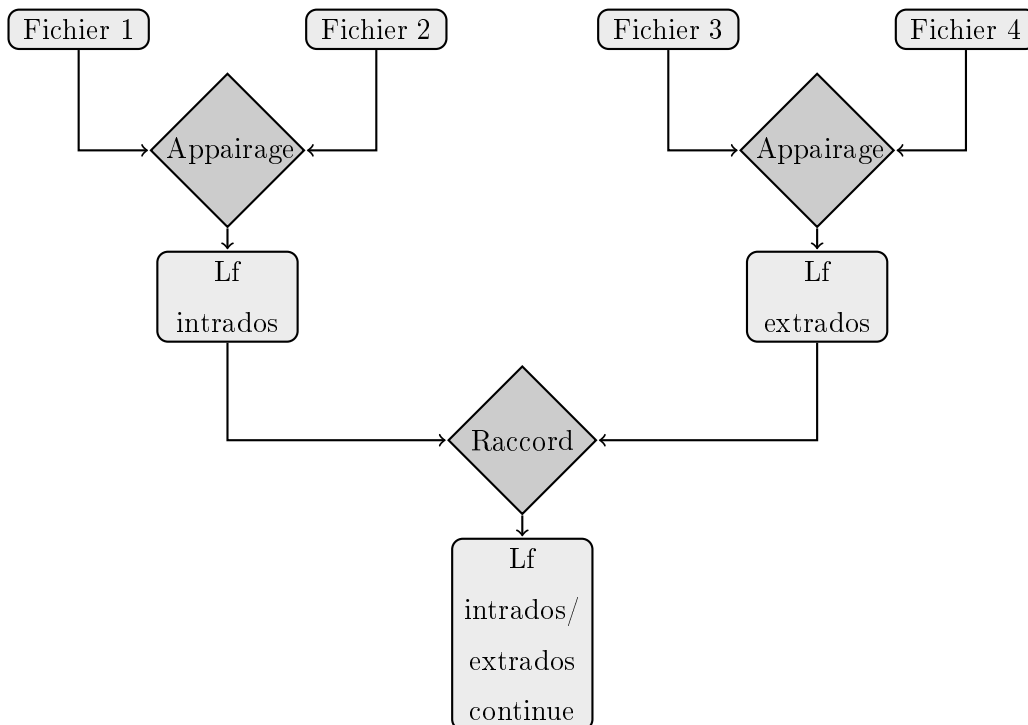 Fichier 1
Fichier 2
Fichier 3
Fichier 4
Appairage
Appairage
Lf
intrados
Lf
extrados
Raccord
Lf
intrados/
extrados
continue